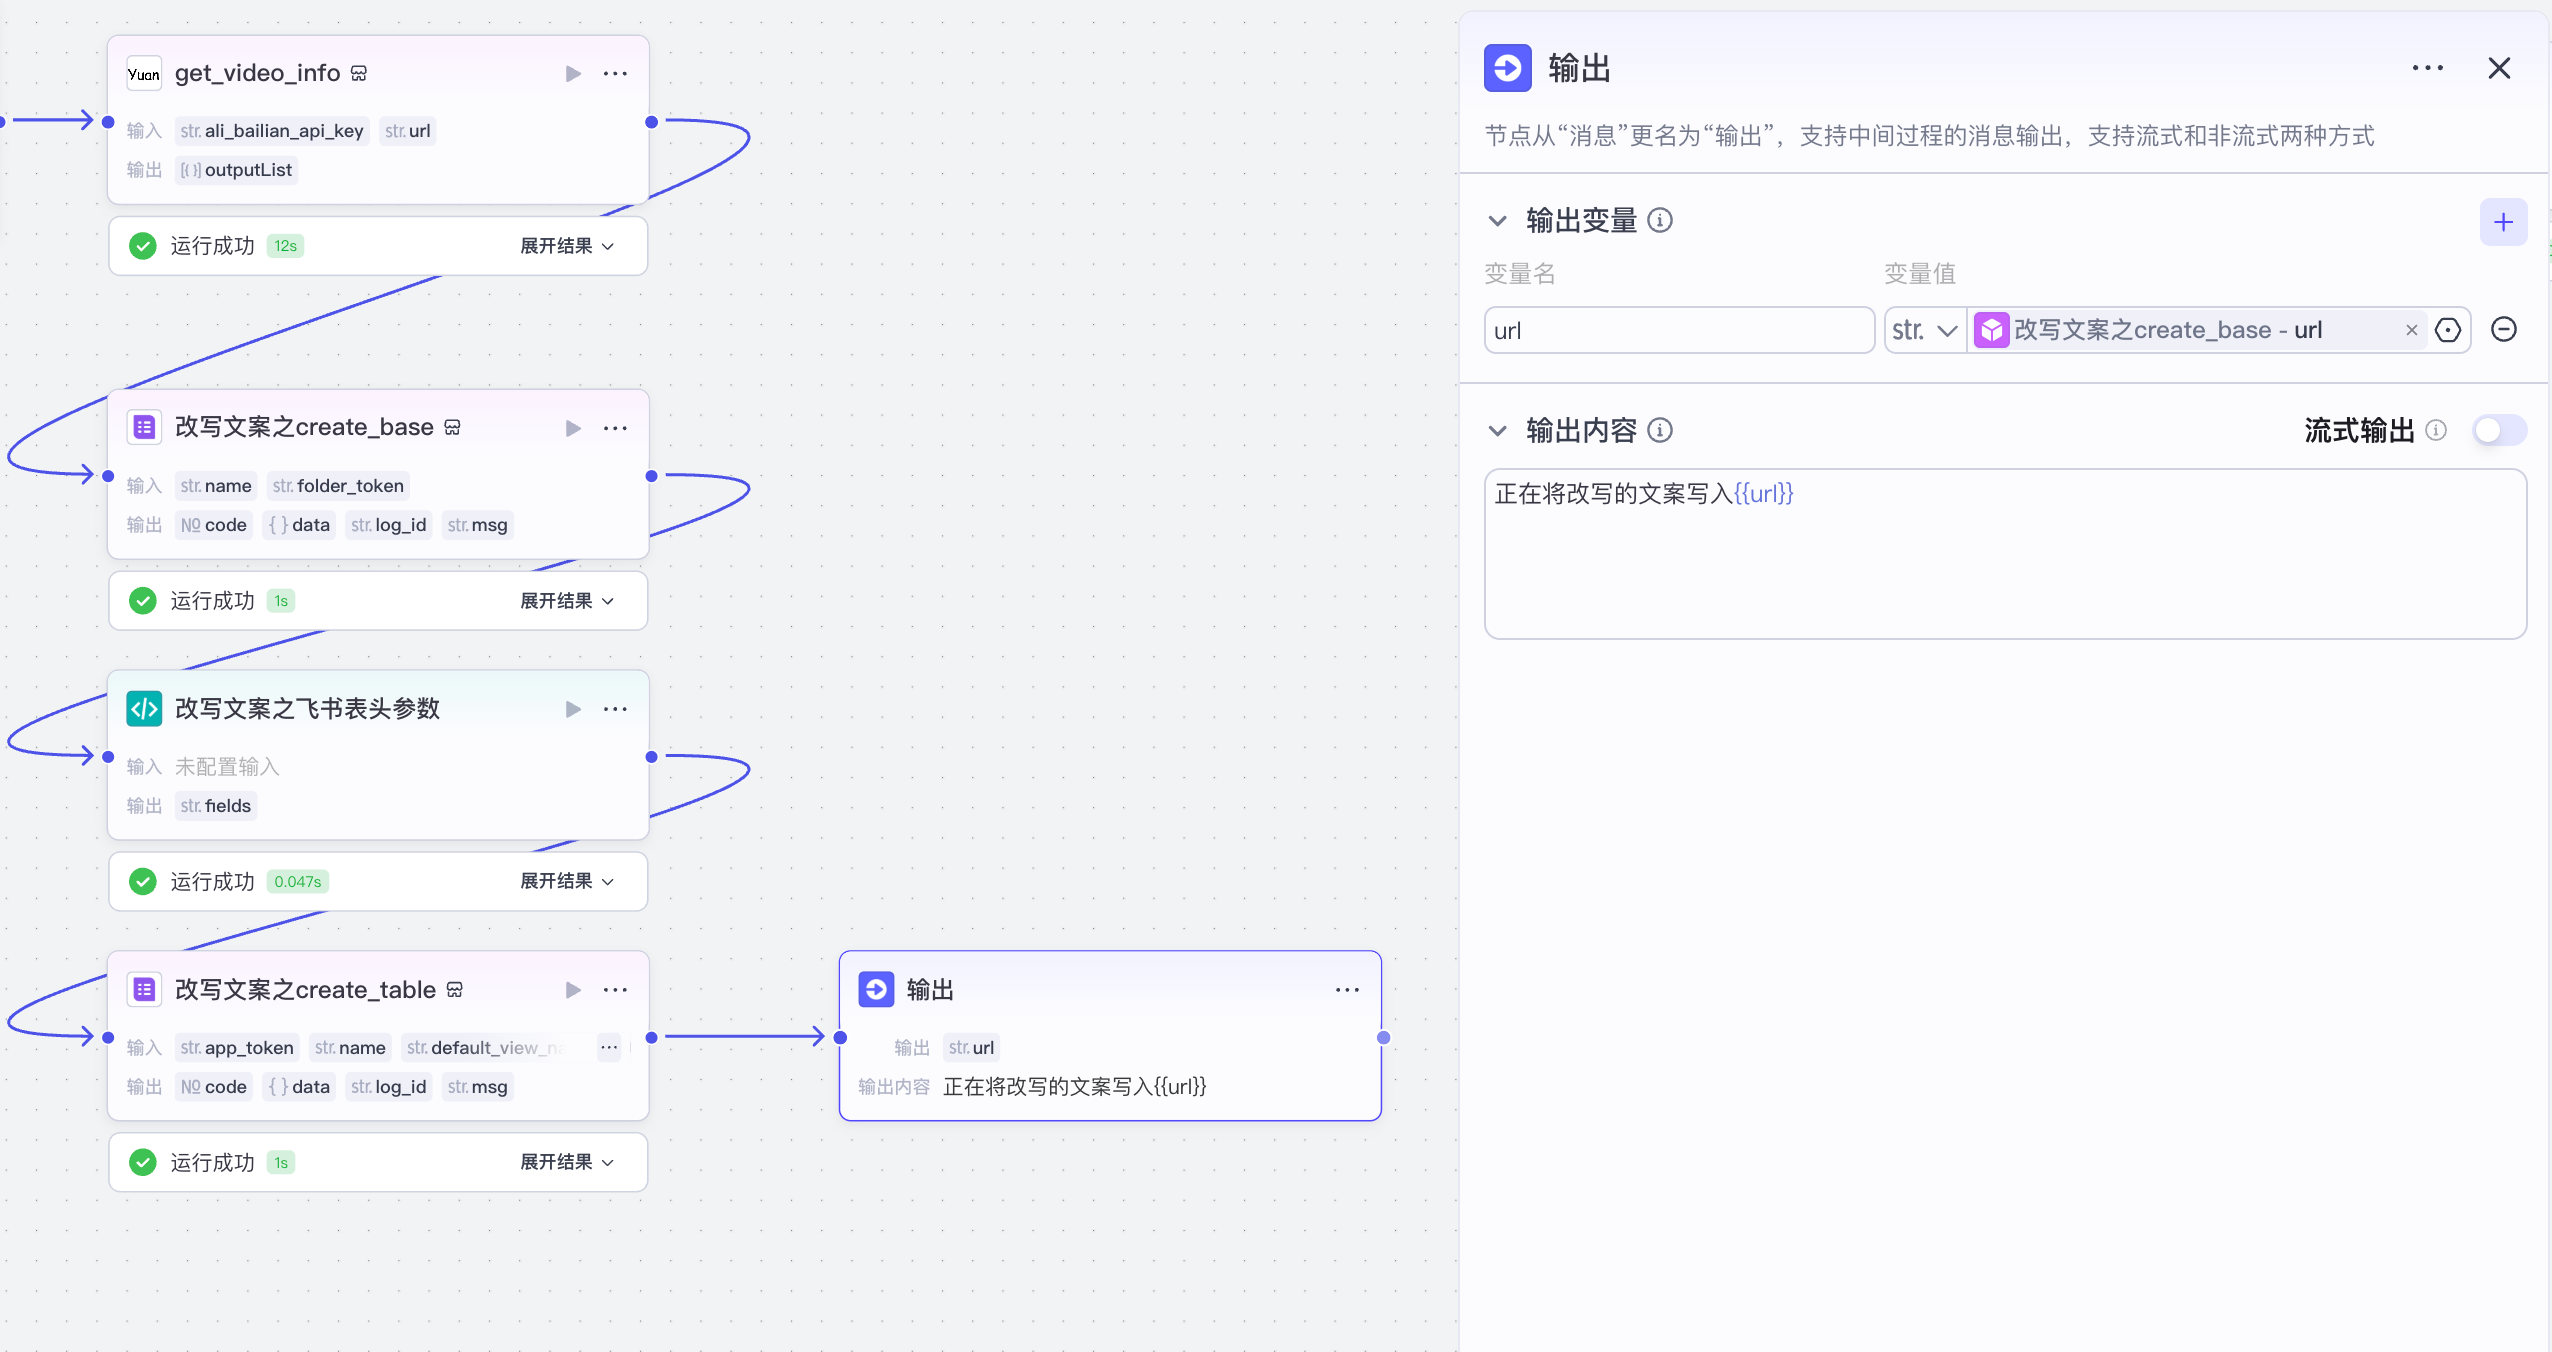 Yuan get_video_info
输入 str. ali_bailian_api_key str. url
输出 [{}] outputList
运行成功 12s 展开结果
改写文案之create_base
输入 str. name str. folder_token
输出 № code { } data str. log_id str. msg
运行成功 1s 展开结果
改写文案之飞书表头参数
输入 未配置输入
输出 str. fields
运行成功 0.047s 展开结果
改写文案之create_table
输入 str. app_token str. name str. default_view_na ...
输出 № code { } data str. log_id str. msg
运行成功 1s 展开结果
输出
输出 str. url
输出内容 正在将改写的文案写入{{url}}
输出
节点从“消息”更名为“输出”，支持中间过程的消息输出，支持流式和非流式两种方式
输出变量
变量名 变量值
url str. 改写文案之create_base - url
输出内容 流式输出
正在将改写的文案写入{{url}}